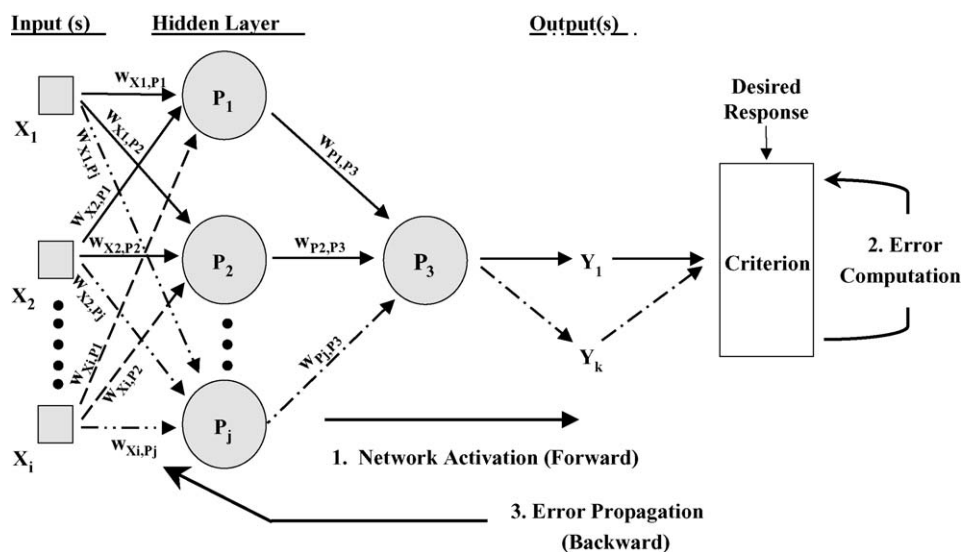 Input (s)
Hidden Layer
Output(s)
X1
X2
Xi
wX1,P1
wX1,P2
wX1,Pj
wX2,P1
wX2,P2
wX2,Pj
wXi,P1
wXi,P2
wXi,Pj
P1
P2
Pj
wP1,P3
wP2,P3
wPj,P3
P3
Y1
Yk
Desired
Response
Criterion
2. Error
Computation
1. Network Activation (Forward)
3. Error Propagation
(Backward)